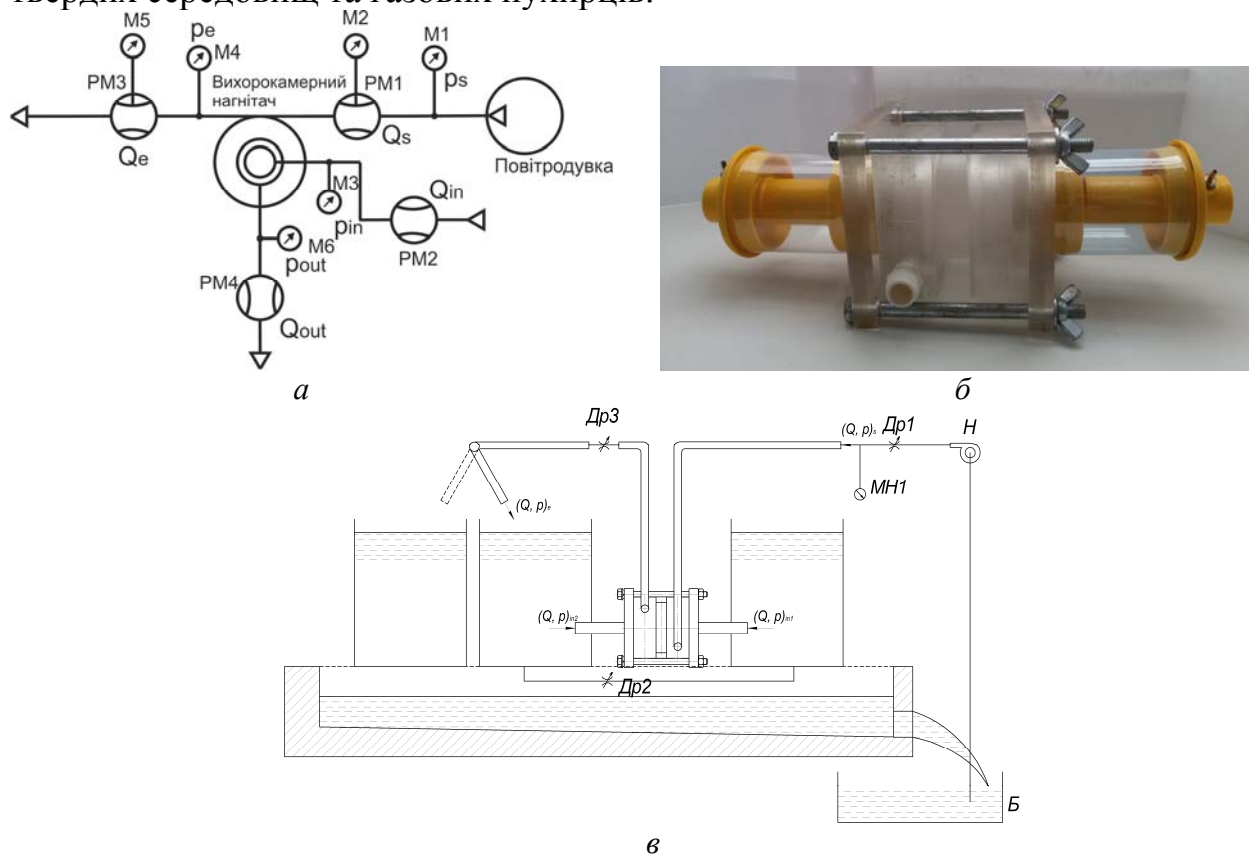 твердих середовищ та газових пухирців.
M5 M2
pe M4 M1
PM3 Вихорокамерний PM1 ps
нагнітач
Qe Qs
Повітродувка
M3 Qin
pin
M6
pout PM2
PM4
Qout
а б
Др3
(Q, p)s Др1 Н
МН1
(Q, p)e
(Q, p)in2 (Q, p)in1
Др2
Б
в